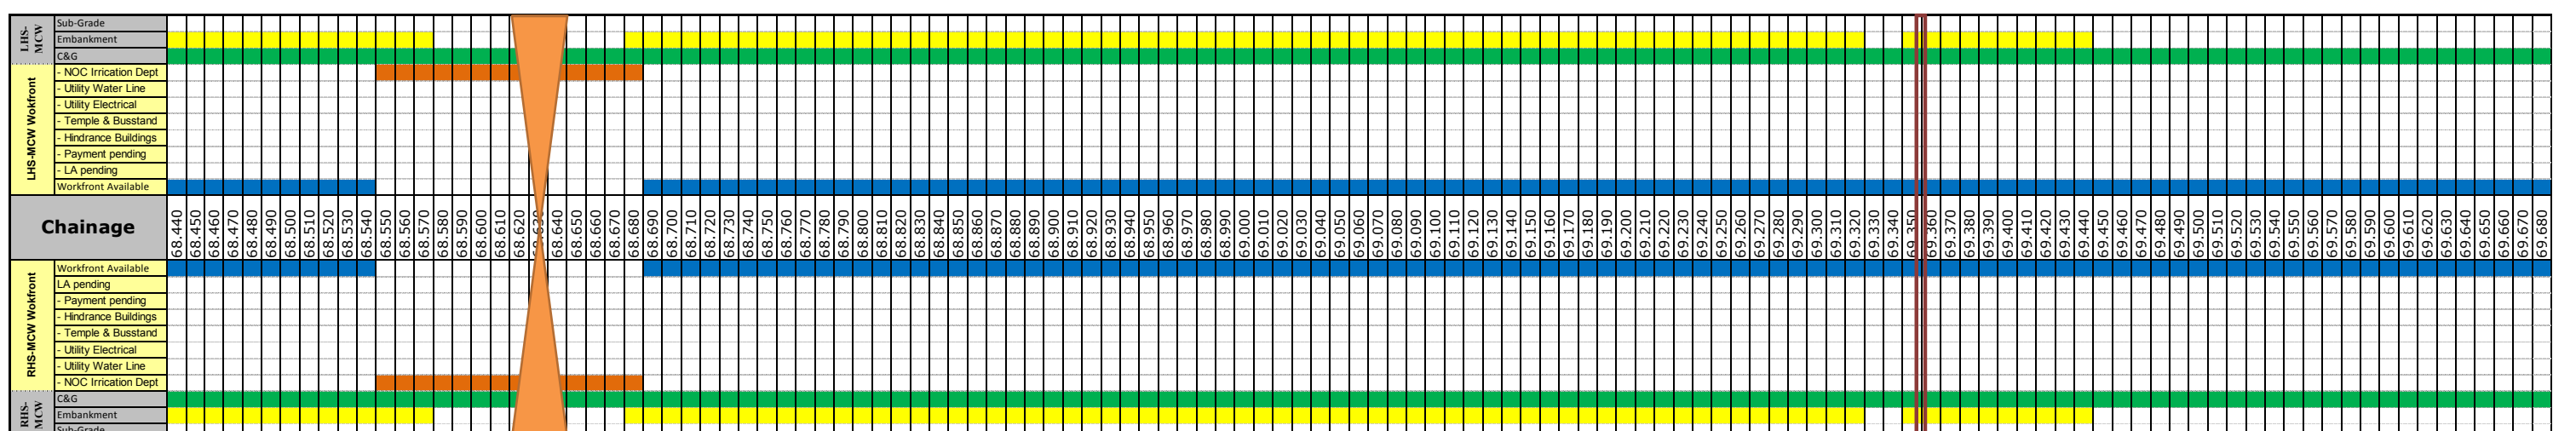 LHS-
MCW
Sub-Grade
Embankment
C&G
LHS-MCW Wokfront
- NOC Irrication Dept
- Utility Water Line
- Utility Electrical
- Temple & Busstand
- Hindrance Buildings
- Payment pending
- LA pending
Workfront Available
Chainage
68.440 68.450 68.460 68.470 68.480 68.490 68.500 68.510 68.520 68.530 68.540 68.550 68.560 68.570 68.580 68.590 68.600 68.610 68.620 68.640 68.650 68.660 68.670 68.680 68.690 68.700 68.710 68.720 68.730 68.740 68.750 68.760 68.770 68.780 68.790 68.800 68.810 68.820 68.830 68.840 68.850 68.860 68.870 68.880 68.890 68.900 68.910 68.920 68.930 68.940 68.950 68.960 68.970 68.980 68.990 69.000 69.010 69.020 69.030 69.040 69.050 69.060 69.070 69.080 69.090 69.100 69.110 69.120 69.130 69.140 69.150 69.160 69.170 69.180 69.190 69.200 69.210 69.220 69.230 69.240 69.250 69.260 69.270 69.280 69.290 69.300 69.310 69.320 69.330 69.340 69.350 69.360 69.370 69.380 69.390 69.400 69.410 69.420 69.430 69.440 69.450 69.460 69.470 69.480 69.490 69.500 69.510 69.520 69.530 69.540 69.550 69.560 69.570 69.580 69.590 69.600 69.610 69.620 69.630 69.640 69.650 69.660 69.670 69.680
RHS-MCW Wokfront
Workfront Available
LA pending
- Payment pending
- Hindrance Buildings
- Temple & Busstand
- Utility Electrical
- Utility Water Line
- NOC Irrication Dept
RHS-
MCW
C&G
Embankment
Sub-Grade